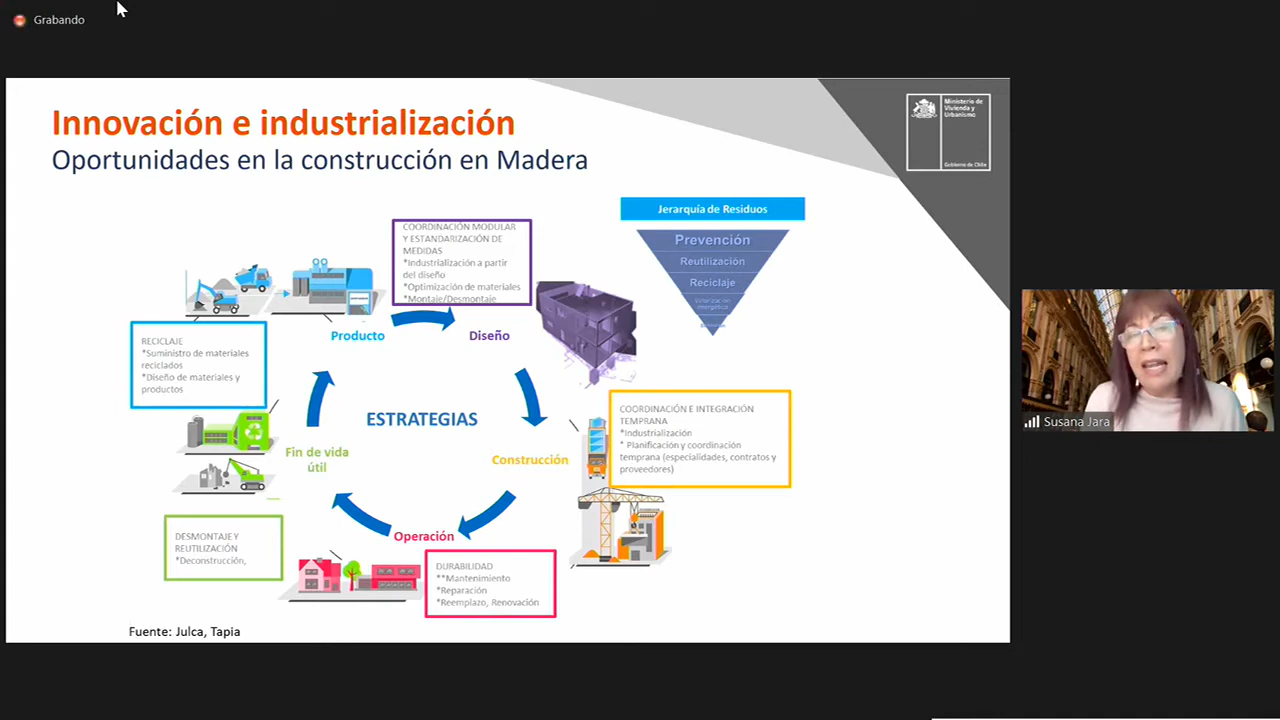 Grabando
Innovación e industrialización
Oportunidades en la construcción en Madera
Ministerio de
Vivienda y
Urbanismo
Gobierno de Chile
Jerarquía de Residuos
Prevención
Reutilización
Reciclaje
Valorización
energética
COORDINACIÓN MODULAR
Y ESTANDARIZACIÓN DE
MEDIDAS
*Industrialización a partir
del diseño
*Optimización de materiales
*Montaje/Desmontaje
Producto
Diseño
RECICLAJE
*Suministro de materiales
reciclados
*Diseño de materiales y
productos
ESTRATEGIAS
COORDINACIÓN E INTEGRACIÓN
TEMPRANA
*Industrialización
* Planificación y coordinación
temprana (especialidades, contratos y
proveedores)
Susana Jara
Fin de vida
útil
Construcción
DESMONTAJE Y
REUTILIZACIÓN
*Deconstrucción,
Operación
DURABILIDAD
**Mantenimiento
*Reparación
*Reemplazo, Renovación
Fuente: Julca, Tapia